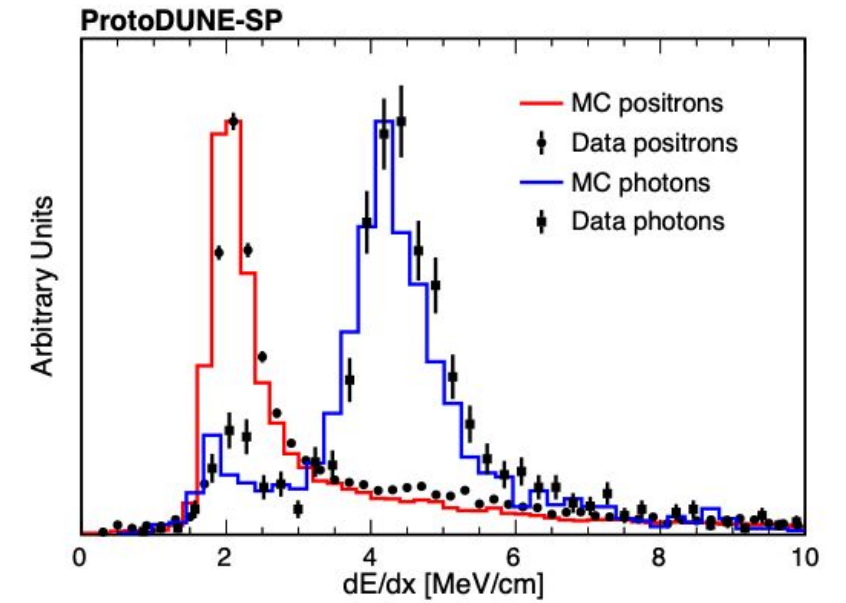 ProtoDUNE-SP
Arbitrary Units
MC positrons
Data positrons
MC photons
Data photons
0 2 4 6 8 10
dE/dx [MeV/cm]